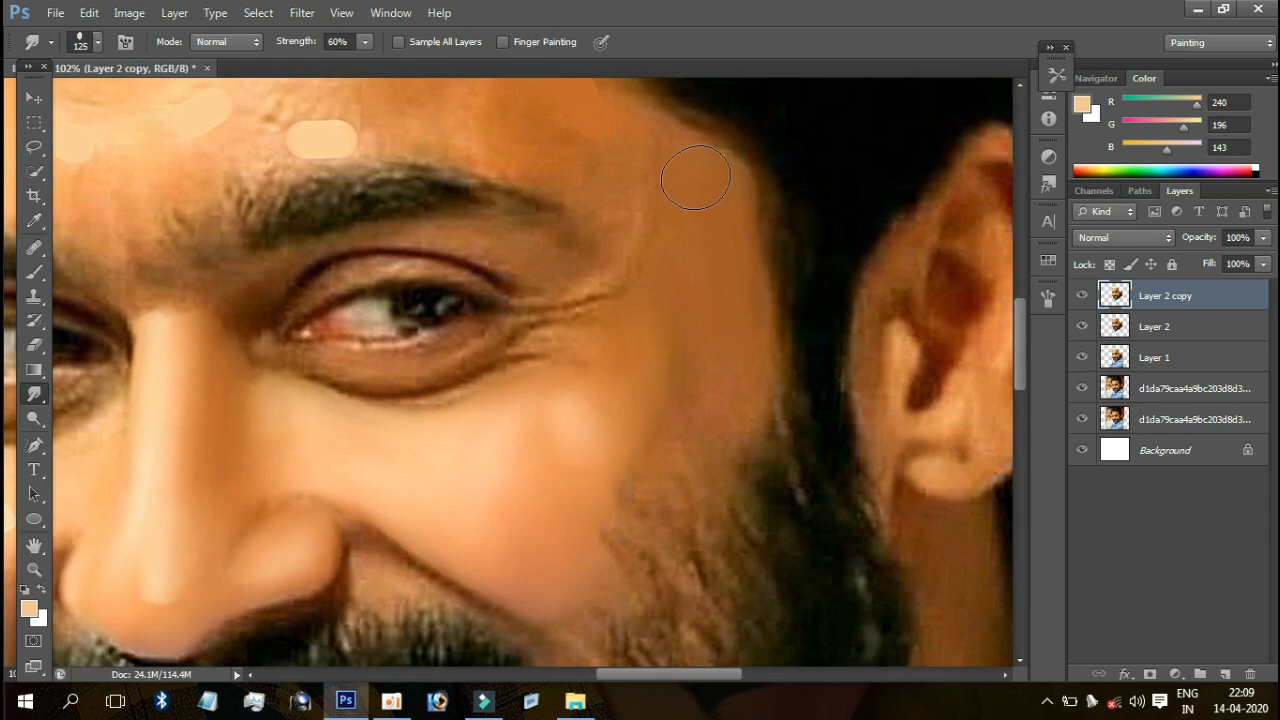 Ps File Edit Image Layer Type Select Filter View Window Help
125 Mode: Normal Strength: 60% Sample All Layers Finger Painting Painting
102% (Layer 2 copy, RGB/8) * ×
Navigator Color
R 240
G 196
B 143
Channels Paths Layers
Kind
Normal Opacity: 100%
Lock: Fill: 100%
Layer 2 copy
Layer 2
Layer 1
d1da79caa4a9bc203d8d3...
d1da79caa4a9bc203d8d3...
Background
Doc: 24.1M/114.4M
ENG 22:09
IN 14-04-2020